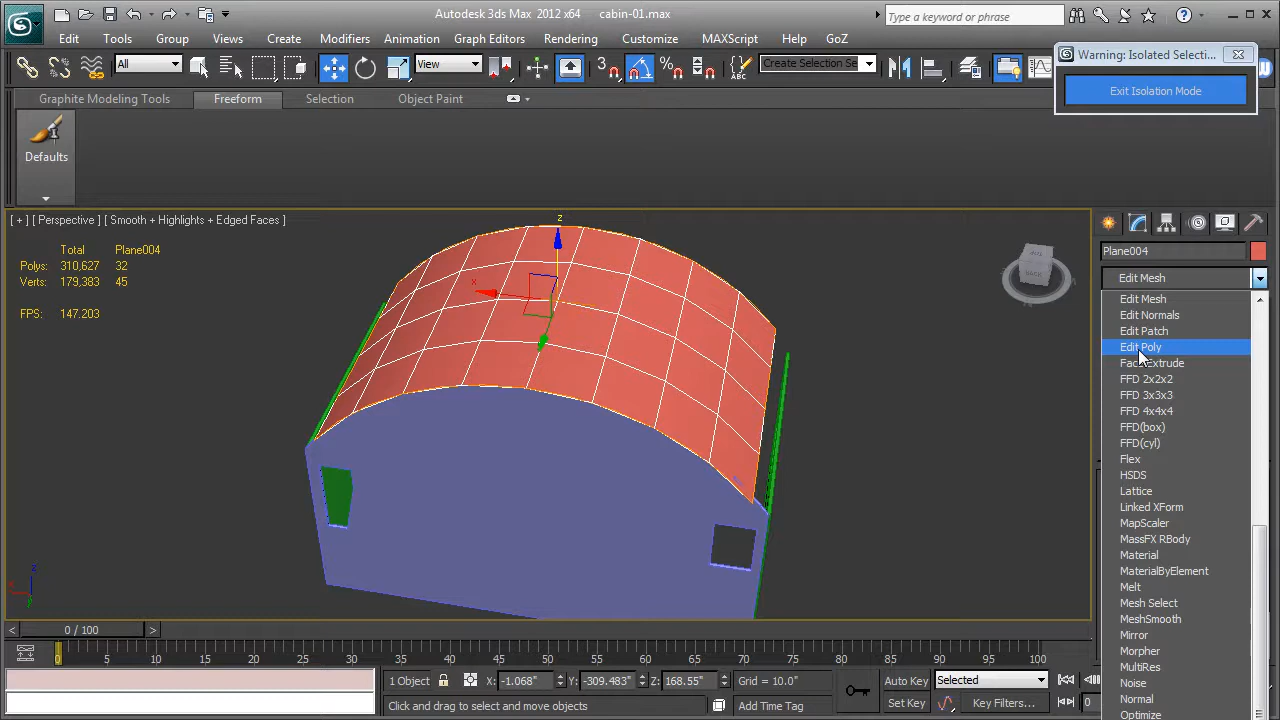 Autodesk 3ds Max 2012 x64 cabin-01.max
Type a keyword or phrase
Edit Tools Group Views Create Modifiers Animation Graph Editors Rendering Customize MAXScript Help GoZ
Warning: Isolated Selecti...
Exit Isolation Mode
All
View
3
Create Selection Se
Graphite Modeling Tools Freeform Selection Object Paint
Defaults
[ + ] [ Perspective ] [ Smooth + Highlights + Edged Faces ]
Total Plane004
Polys: 310,627 32
Verts: 179,383 45
FPS: 147.203
z
x
Plane004
Edit Mesh
Edit Mesh
Edit Normals
Edit Patch
Edit Poly
Face Extrude
FFD 2x2x2
FFD 3x3x3
FFD 4x4x4
FFD(box)
FFD(cyl)
Flex
HSDS
Lattice
Linked XForm
MapScaler
MassFX RBody
Material
MaterialByElement
Melt
Mesh Select
MeshSmooth
Mirror
Morpher
MultiRes
Noise
Normal
Optimize
z
x
y
< 0 / 100 >
0 5 10 15 20 25 30 35 40 45 50 55 60 65 70 75 80 85 90 95 100
1 Object X: -1.068" Y: -309.483" Z: 168.55" Grid = 10.0"
Auto Key Selected
Click and drag to select and move objects
Add Time Tag
Set Key Key Filters... 0